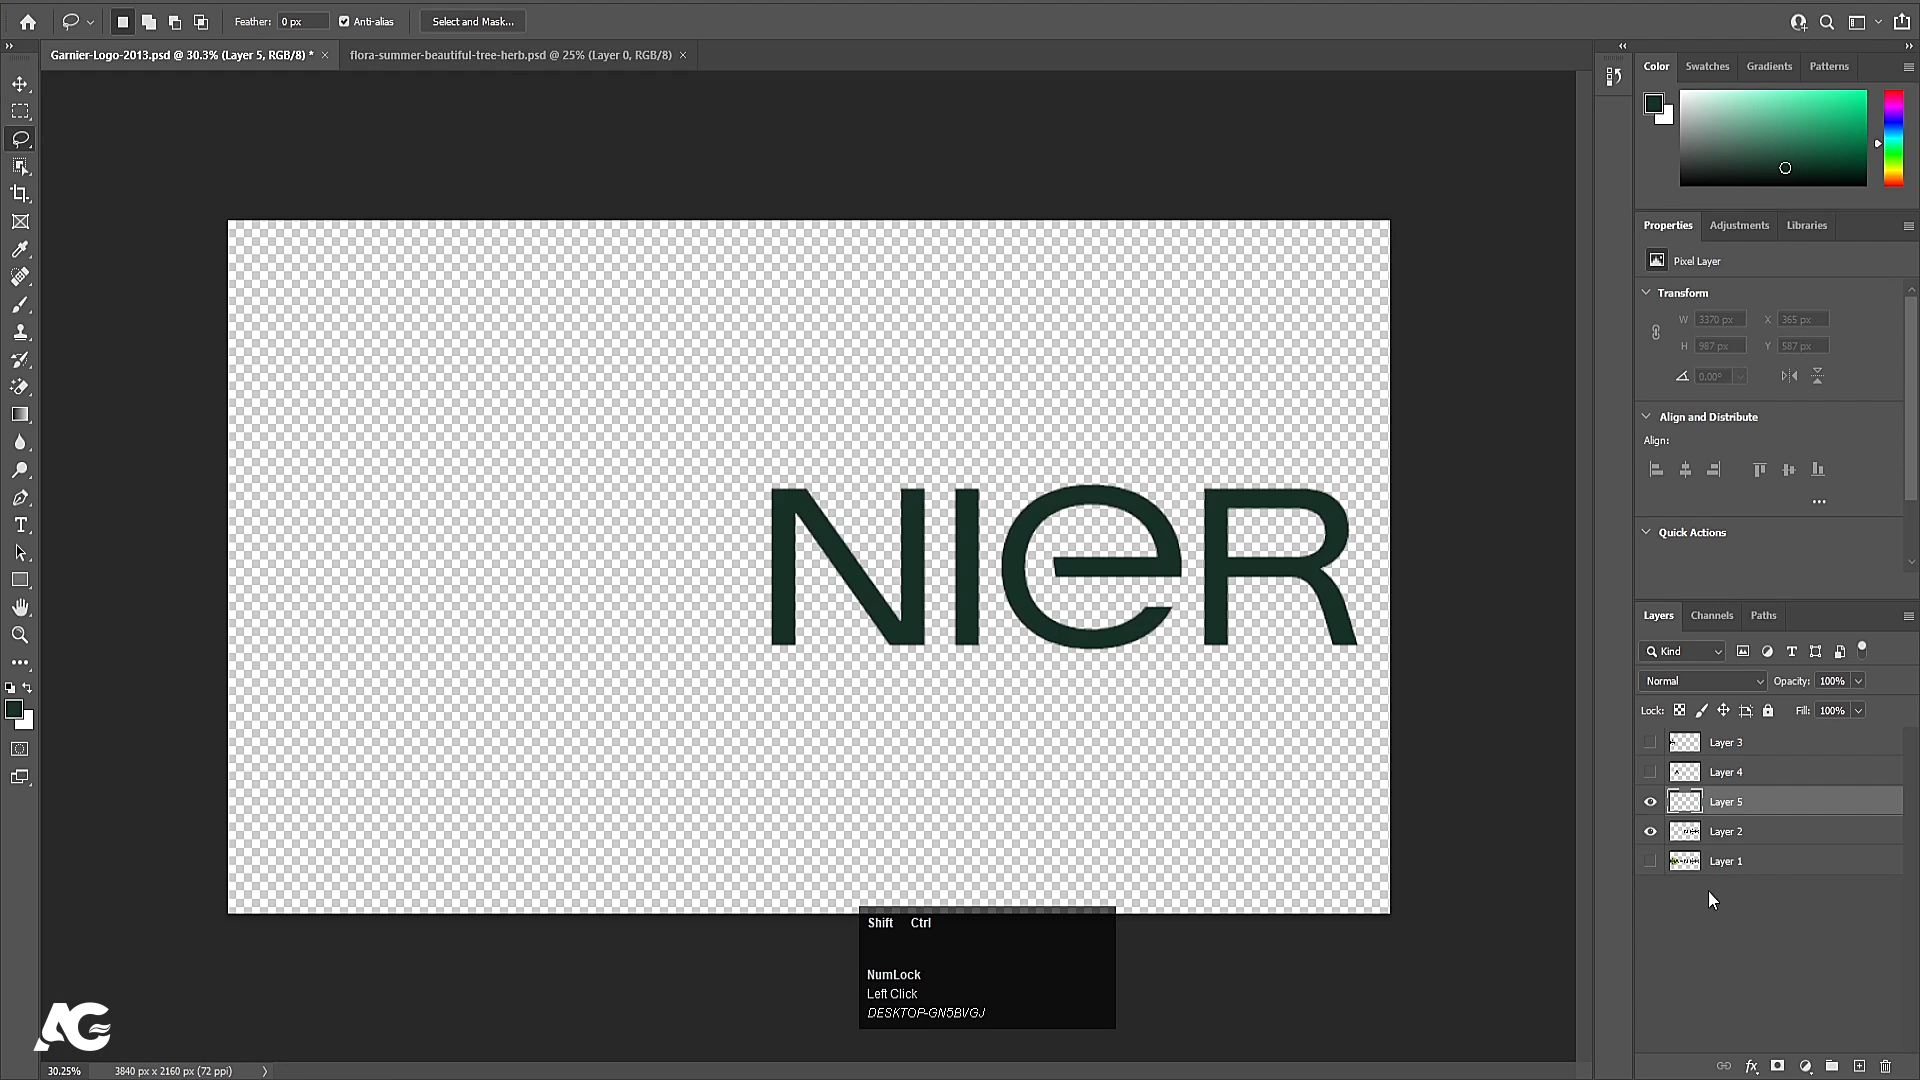 Feather: 0 px Anti-alias Select and Mask...
Garnier-Logo-2013.psd @ 30.3% (Layer 5, RGB/8) * × flora-summer-beautiful-tree-herb.psd @ 25% (Layer 0, RGB/8) ×
Color Swatches Gradients Patterns
Properties Adjustments Libraries
Pixel Layer
Transform
W 3370 px X 365 px
H 987 px Y 587 px
0.00°
Align and Distribute
Align:
Quick Actions
NIeR
Layers Channels Paths
Kind
Normal Opacity: 100%
Lock: Fill: 100%
Layer 3
Layer 4
Layer 5
Layer 2
Layer 1
Shift Ctrl
NumLock
Left Click
DESKTOP-GN5BVGJ
AG
30.25% 3840 px x 2160 px (72 ppi)